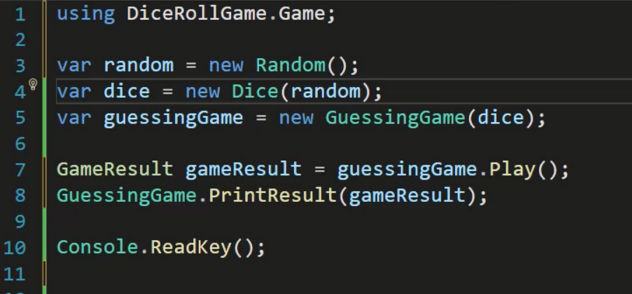 1 using DiceRollGame.Game;
2
3 var random = new Random();
4 var dice = new Dice(random);
5 var guessingGame = new GuessingGame(dice);
6
7 GameResult gameResult = guessingGame.Play();
8 GuessingGame.PrintResult(gameResult);
9
10 Console.ReadKey();
11